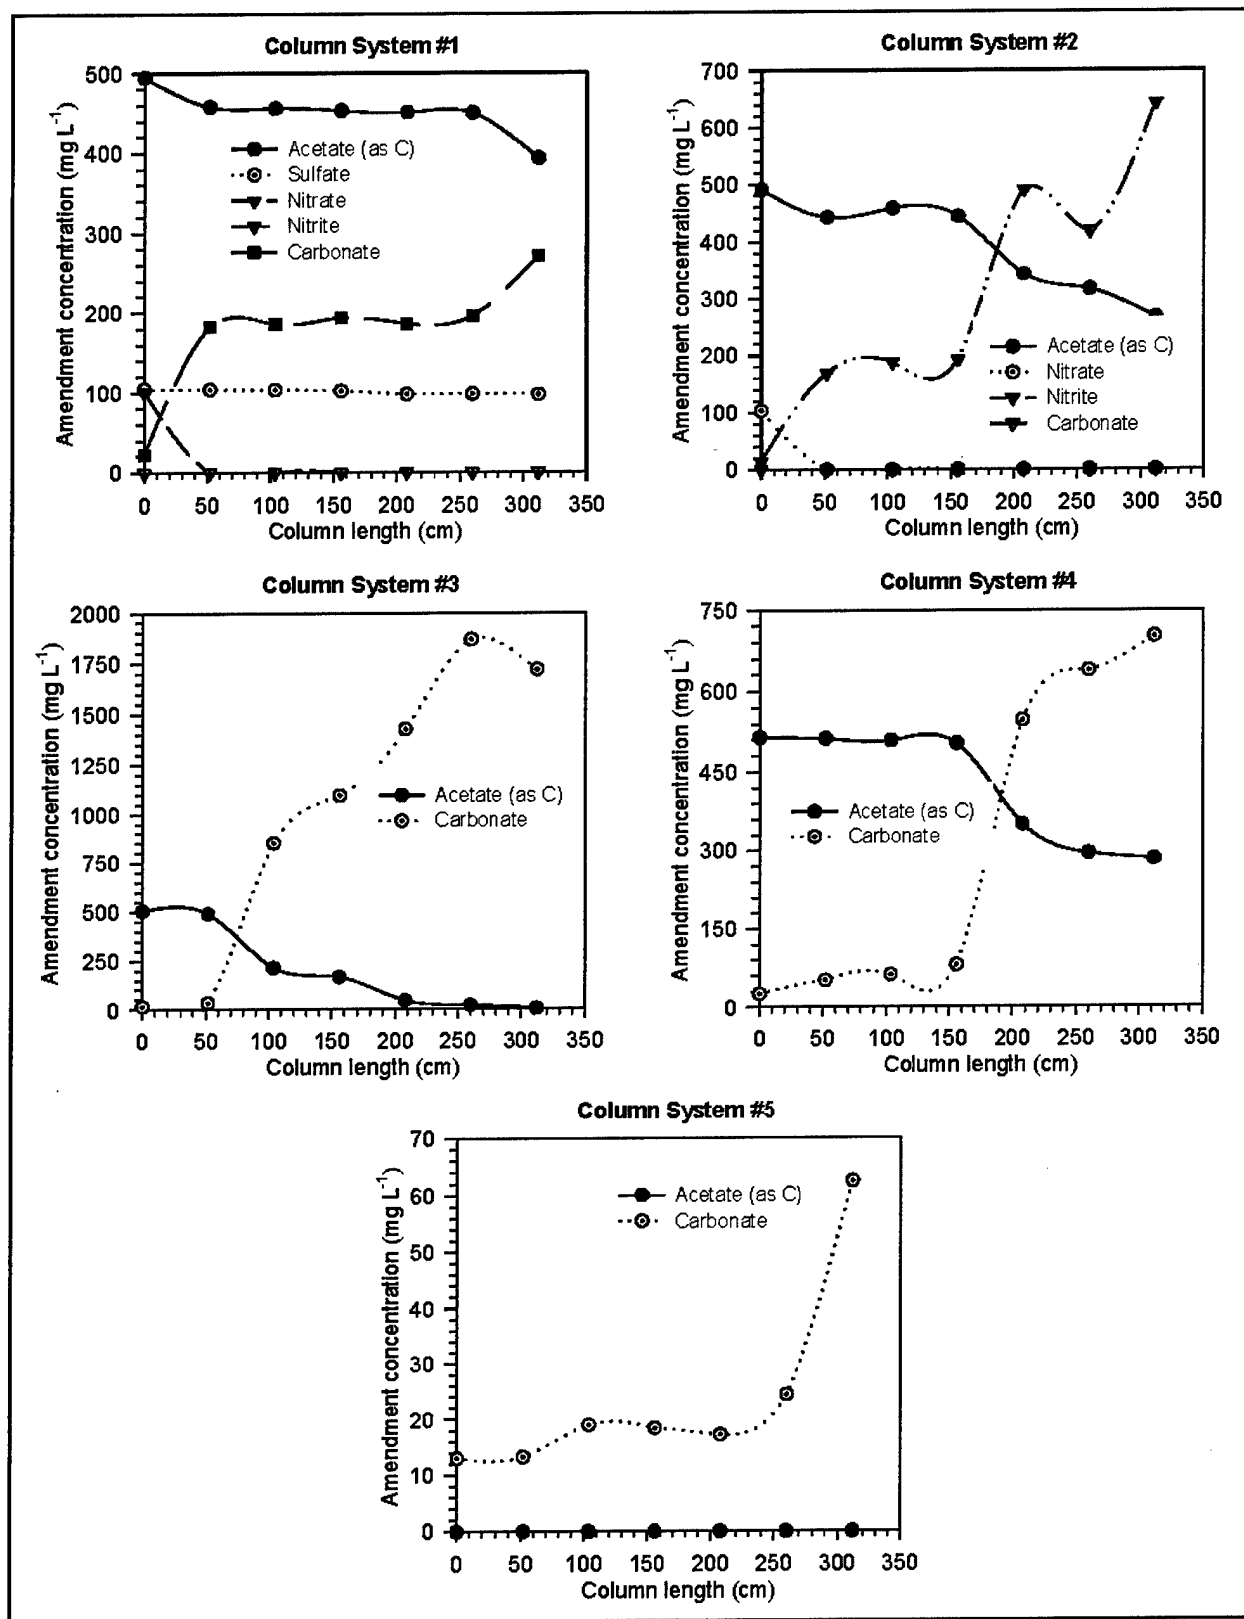 Column System #1
Amendment concentration (mg L-1)
500
400
300
200
100
0
Acetate (as C)
Sulfate
Nitrate
Nitrite
Carbonate
0 50 100 150 200 250 300 350
Column length (cm)
Column System #2
Amendment concentration (mg L-1)
700
600
500
400
300
200
100
0
Acetate (as C)
Nitrate
Nitrite
Carbonate
0 50 100 150 200 250 300 350
Column length (cm)
Column System #3
Amendment concentration (mg L-1)
2000
1750
1500
1250
1000
750
500
250
0
Acetate (as C)
Carbonate
0 50 100 150 200 250 300 350
Column length (cm)
Column System #4
Amendment concentration (mg L-1)
750
600
450
300
150
0
Acetate (as C)
Carbonate
0 50 100 150 200 250 300 350
Column length (cm)
Column System #5
Amendment concentration (mg L-1)
70
60
50
40
30
20
10
0
Acetate (as C)
Carbonate
0 50 100 150 200 250 300 350
Column length (cm)